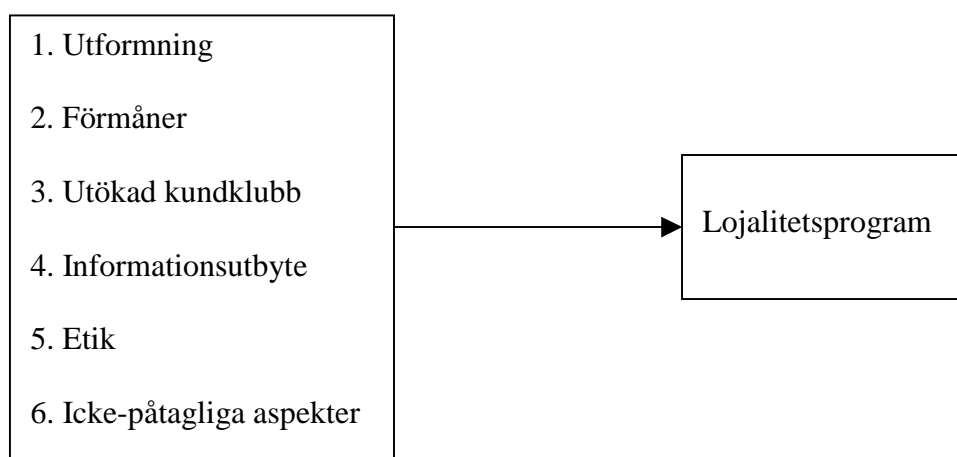 1. Utformning
2. Förmåner
3. Utökad kundklubb
4. Informationsutbyte
5. Etik
6. Icke-påtagliga aspekter
Lojalitetsprogram